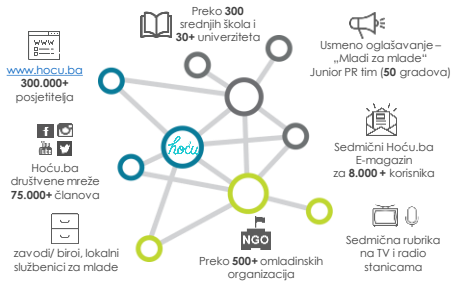 Preko 300
srednjih škola i
30+ univerziteta
www.hocu.ba
300.000+
posjetitelja
Usmeno oglašavanje –
„Mladi za mlade“
Junior PR tim (50 gradova)
hoću
Hoću.ba
društvene mreže
75.000+ članova
Sedmični Hoću.ba
E-magazin
za 8.000 + korisnika
zavodi/ biroi, lokalni
službenici za mlade
NGO
Preko 500+ omladinskih
organizacija
Sedmična rubrika
na TV i radio
stanicama